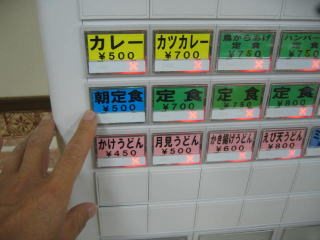 カレー
¥500
カツカレー
¥700
鳥からあげ
定食
¥750
ハンバー
定食
¥750
朝定食
¥500
定食
¥700
定食
¥750
定食
¥800
かけうどん
¥450
月見うどん
¥500
かき揚げうどん
¥600
えび天うどん
¥800